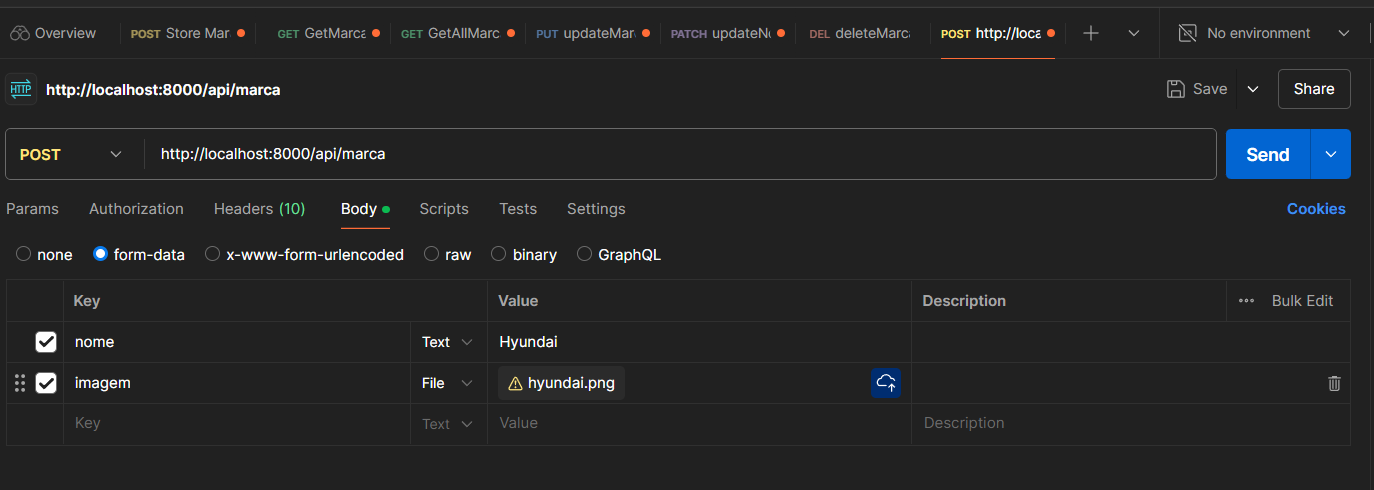 Overview POST Store Mar GET GetMarca GET GetAllMarc PUT updateMar PATCH updateNo DEL deleteMarca POST http://loca No environment
HTTP http://localhost:8000/api/marca Save Share
POST http://localhost:8000/api/marca Send
Params Authorization Headers (10) Body Scripts Tests Settings Cookies
none form-data x-www-form-urlencoded raw binary GraphQL
Key Value Description Bulk Edit
nome Text Hyundai
imagem File hyundai.png
Key Text Value Description